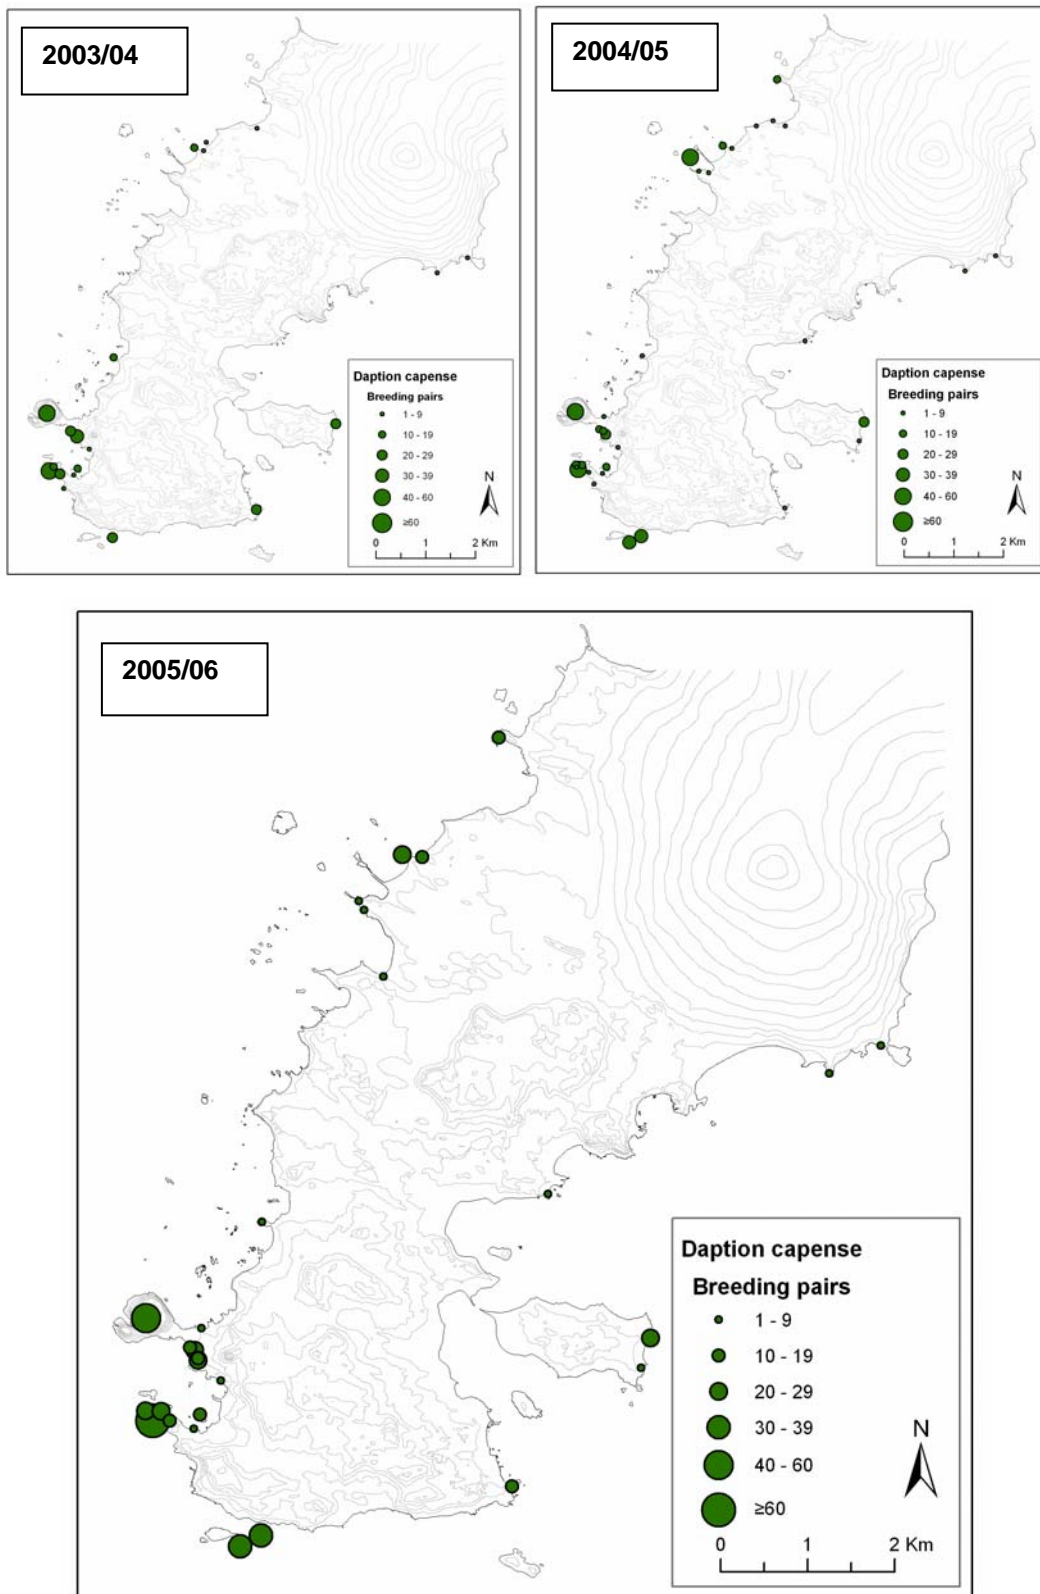 2003/04
Daption capense
Breeding pairs
1 - 9
10 - 19
20 - 29
30 - 39
40 - 60
≥60
N
0 1 2 Km
2004/05
Daption capense
Breeding pairs
1 - 9
10 - 19
20 - 29
30 - 39
40 - 60
≥60
N
0 1 2 Km
2005/06
Daption capense
Breeding pairs
1 - 9
10 - 19
20 - 29
30 - 39
40 - 60
≥60
N
0 1 2 Km